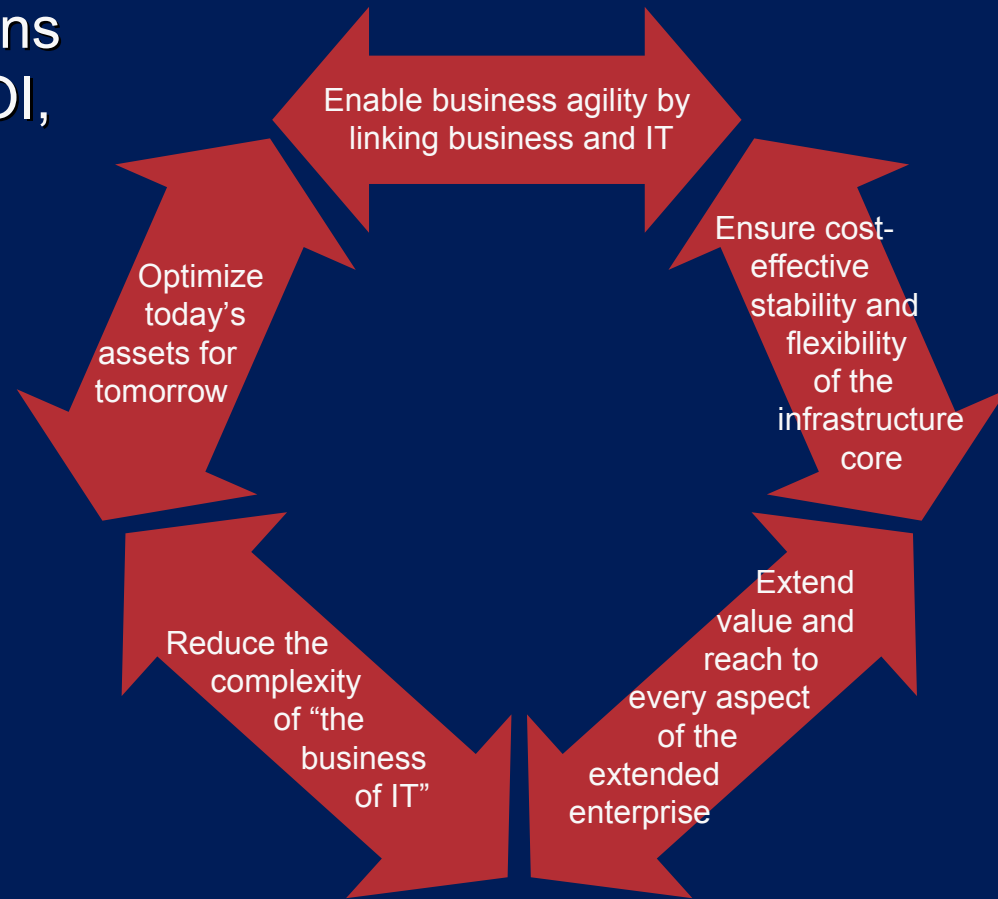 Enable business agility by
linking business and IT
Ensure cost-
effective
stability and
flexibility
of the
infrastructure
core
Extend
value and
reach to
every aspect
of the
extended
enterprise
Reduce the
complexity
of “the
business
of IT”
Optimize
today’s
assets for
tomorrow